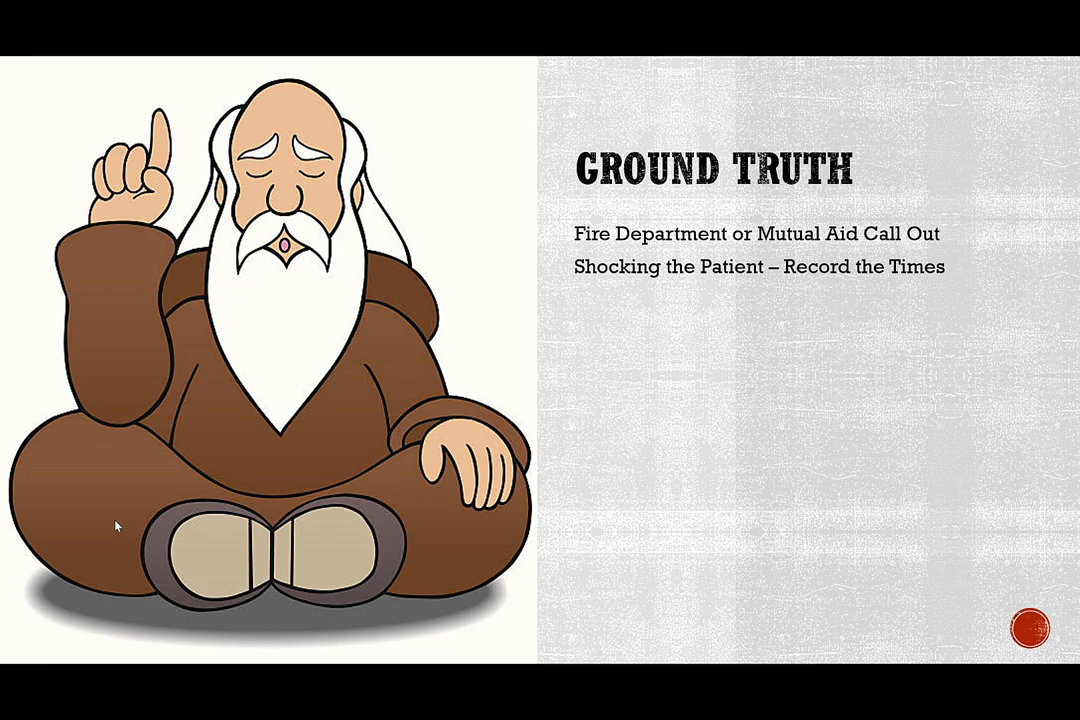 GROUND TRUTH
Fire Department or Mutual Aid Call Out
Shocking the Patient – Record the Times